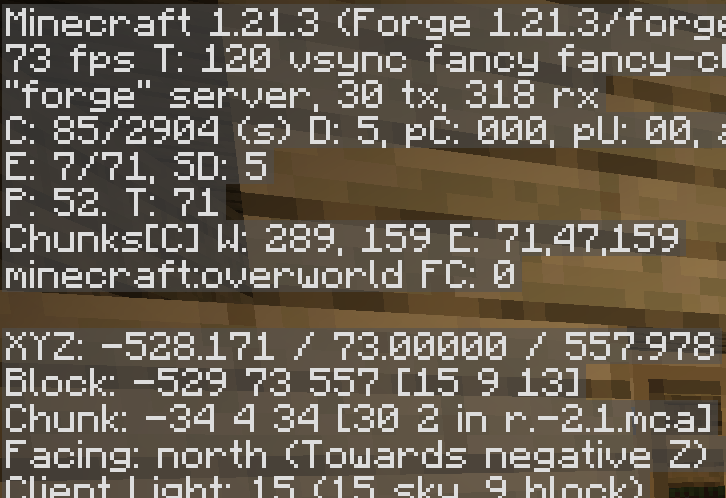 Minecraft 1.21.3 (Forge 1.21.3/forge
73 fps T: 120 vsync fancy fancy-cl
"forge" server, 30 tx, 318 rx
C: 85/2904 (s) D: 5, pC: 000, pU: 00,
E: 7/71, SD: 5
P: 52. T: 71
Chunks[C] W: 289, 159 E: 71,47,159
minecraft:overworld FC: 0
XYZ: -528.171 / 73.00000 / 557.978
Block: -529 73 557 [15 9 13]
Chunk: -34 4 34 [30 2 in r.-2.1.mca]
Facing: north (Towards negative Z)
Client Light: 15 (15 sky, 9 block)